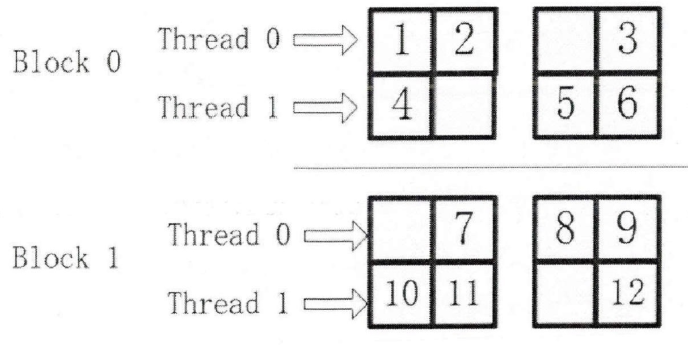 Thread 0 1 2 3
Block 0
Thread 1 4 5 6
Thread 0 7 8 9
Block 1
Thread 1 10 11 12